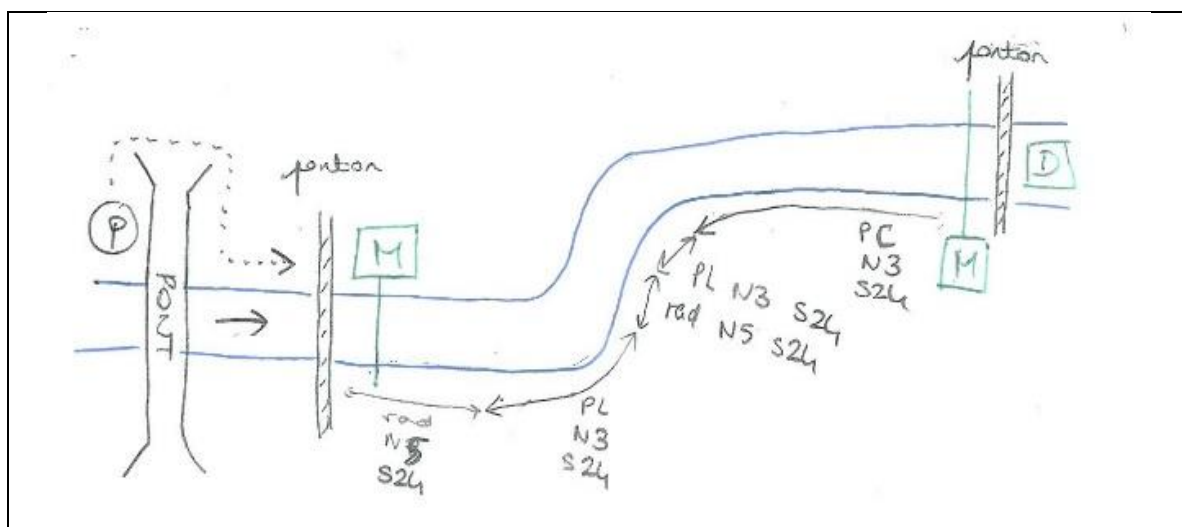 ponton
ponton
P
PONT
M
D
M
PC
N3
S24
PL N3 S24
rad N5 S24
PL
N3
S24
rad
N5
S24